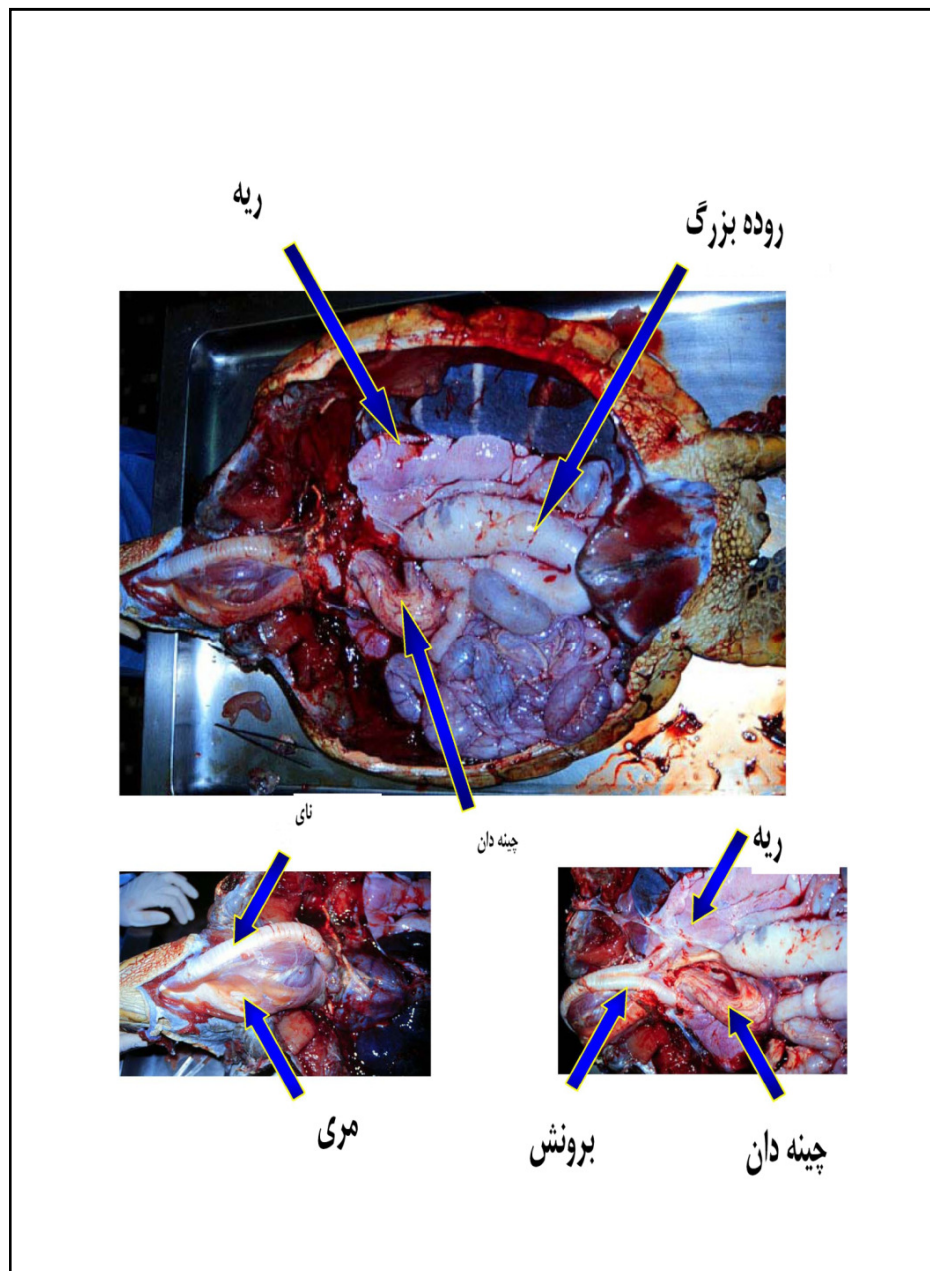 ریه
روده بزرگ
نای
چینه دان
ریه
مری
برونش
چینه دان